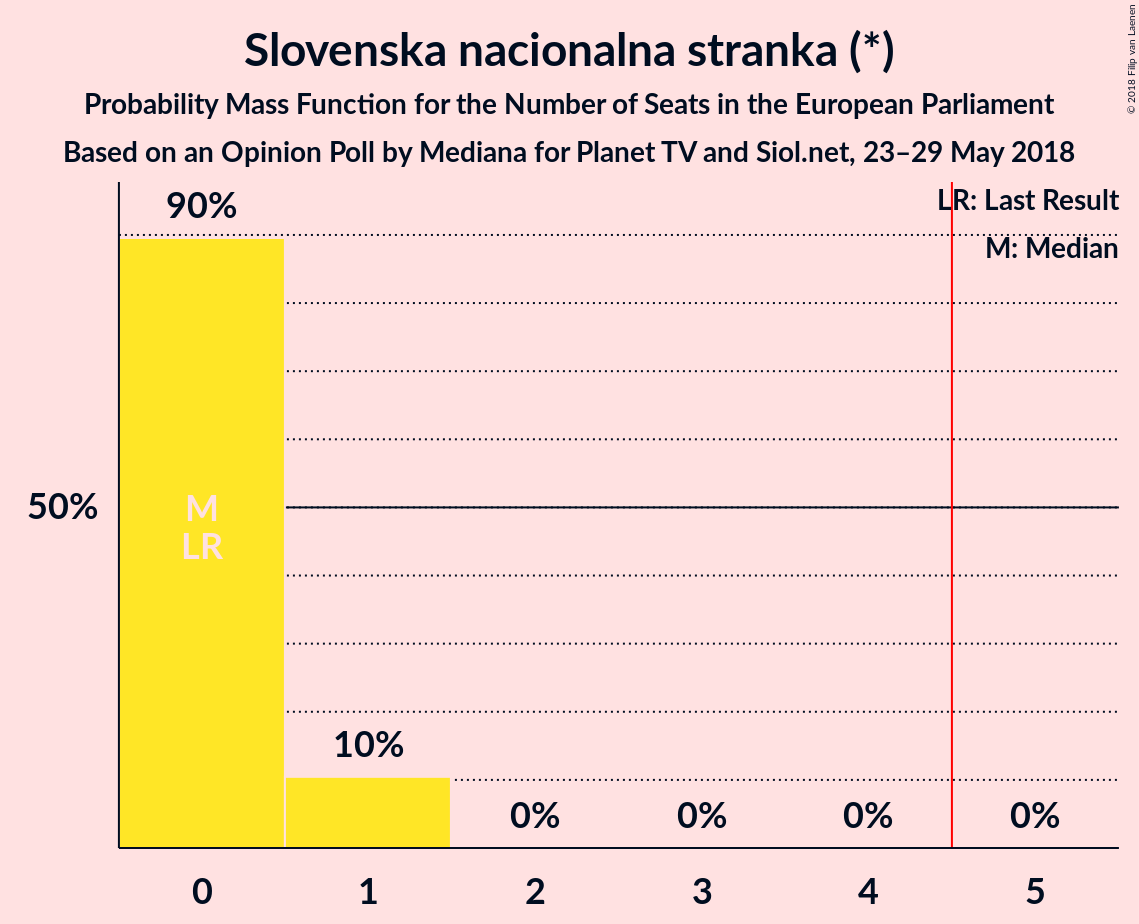 Slovenska nacionalna stranka (*)
Probability Mass Function for the Number of Seats in the European Parliament
Based on an Opinion Poll by Mediana for Planet TV and Siol.net, 23–29 May 2018
© 2018 Filip van Laenen
LR: Last Result
M: Median
90%
50%
M
LR
10%
0%
0%
0%
0%
0
1
2
3
4
5